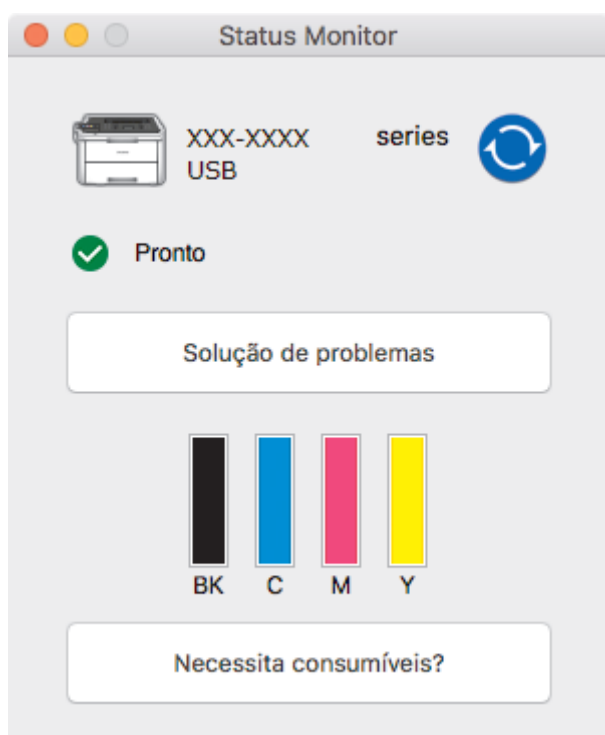 Status Monitor
XXX-XXXX series
USB
Pronto
Solução de problemas
BK C M Y
Necessita consumíveis?